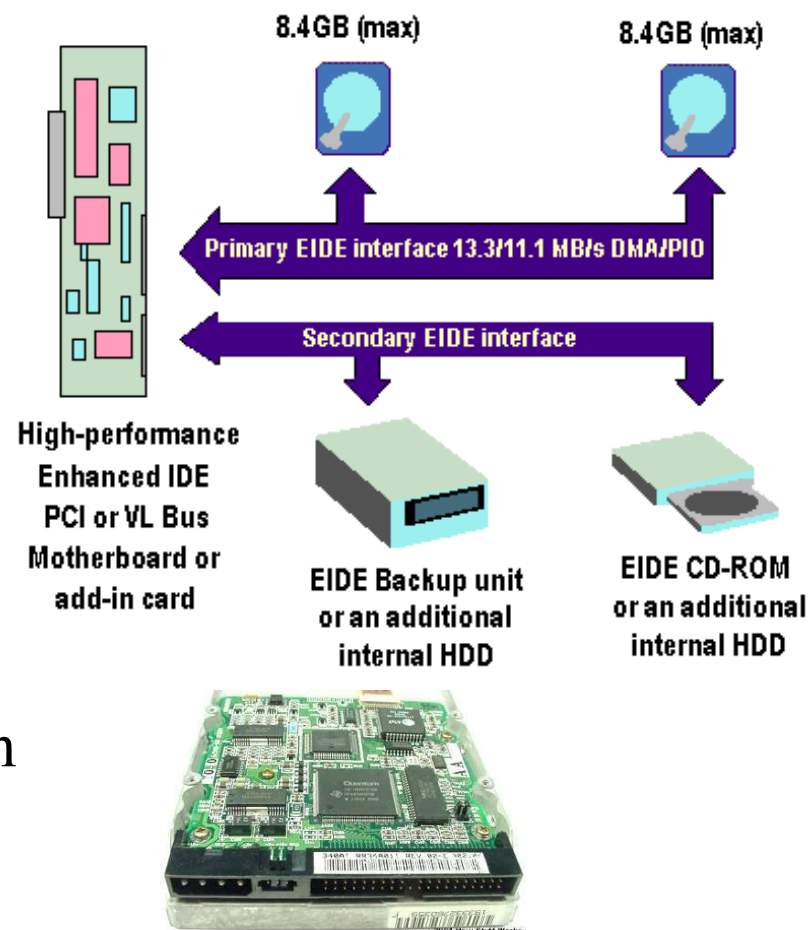 8.4GB (max)
8.4GB (max)
Primary EIDE interface 13.3/11.1 MB/s DMA/PIO
Secondary EIDE interface
High-performance
Enhanced IDE
PCI or VL Bus
Motherboard or
add-in card
EIDE Backup unit
or an additional
internal HDD
EIDE CD-ROM
or an additional
internal HDD
n
Quantum